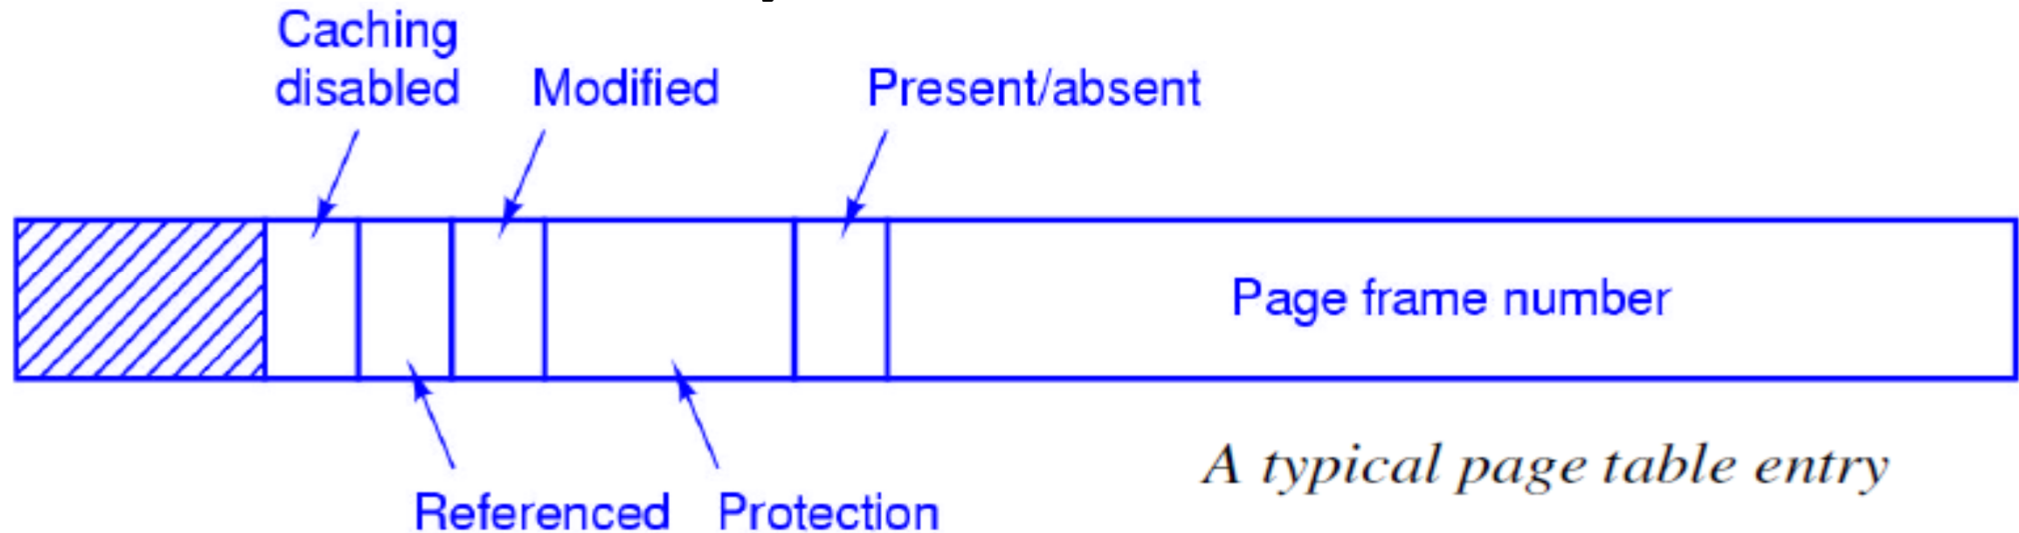 Caching
disabled
Modified
Present/absent
Page frame number
A typical page table entry
Referenced
Protection